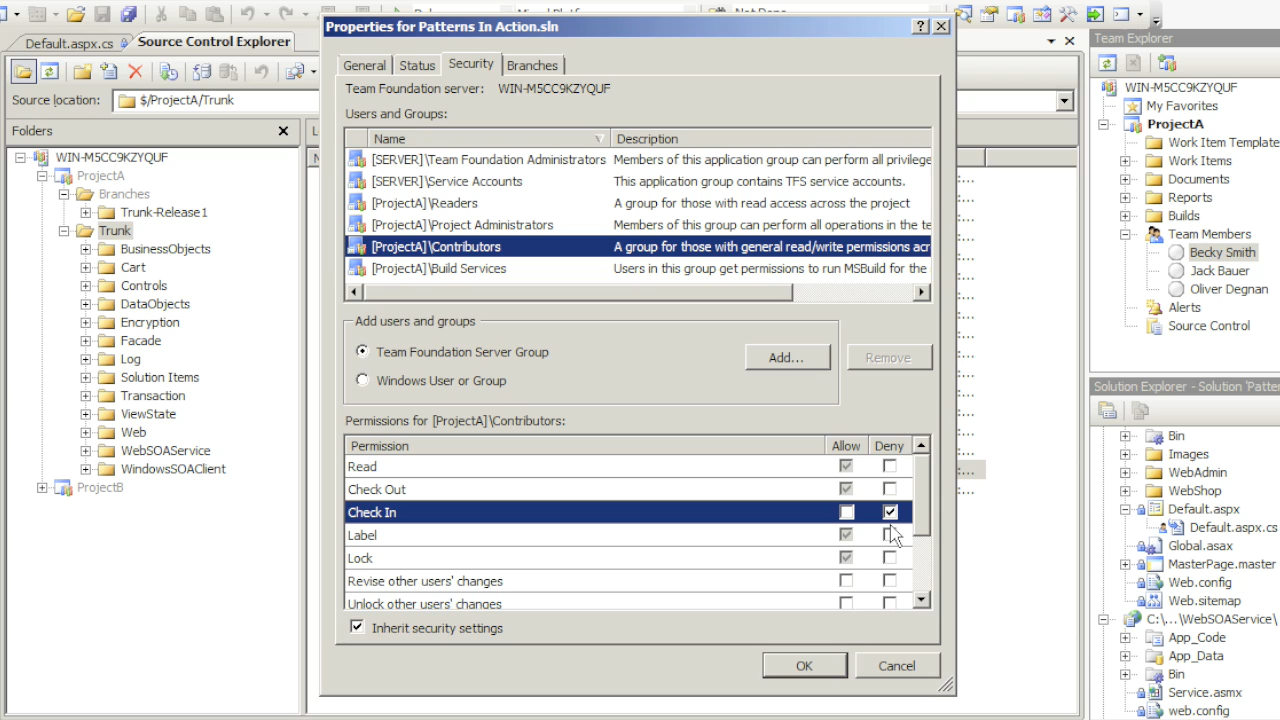 Properties for Patterns In Action.sln
Default.aspx.cs
Source Control Explorer
Source location:
$/ProjectA/Trunk
Folders
WIN-M5CC9KZYQUF
ProjectA
Branches
Trunk-Release1
Trunk
BusinessObjects
Cart
Controls
DataObjects
Encryption
Facade
Log
Solution Items
Transaction
ViewState
Web
WebSOAService
WindowsSOAClient
ProjectB
General
Status
Security
Branches
Team Foundation server: WIN-M5CC9KZYQUF
Users and Groups:
Name Description
[SERVER]\Team Foundation Administrators Members of this application group can perform all privilege
[SERVER]\Service Accounts This application group contains TFS service accounts.
[ProjectA]\Readers A group for those with read access across the project
[ProjectA]\Project Administrators Members of this group can perform all operations in the te
[ProjectA]\Contributors A group for those with general read/write permissions acr
[ProjectA]\Build Services Users in this group get permissions to run MSBuild for the
Add users and groups
Team Foundation Server Group
Windows User or Group
Add...
Remove
Permissions for [ProjectA]\Contributors:
Permission Allow Deny
Read
Check Out
Check In
Label
Lock
Revise other users' changes
Unlock other users' changes
Inherit security settings
OK
Cancel
Team Explorer
WIN-M5CC9KZYQUF
My Favorites
ProjectA
Work Item Template
Work Items
Documents
Reports
Builds
Team Members
Becky Smith
Jack Bauer
Oliver Degnan
Alerts
Source Control
Solution Explorer - Solution 'Patter
Bin
Images
WebAdmin
WebShop
Default.aspx
Default.aspx.cs
Global.asax
MasterPage.master
Web.config
Web.sitemap
C:\...\WebSOAService\
App_Code
App_Data
Bin
Service.asmx
web.config